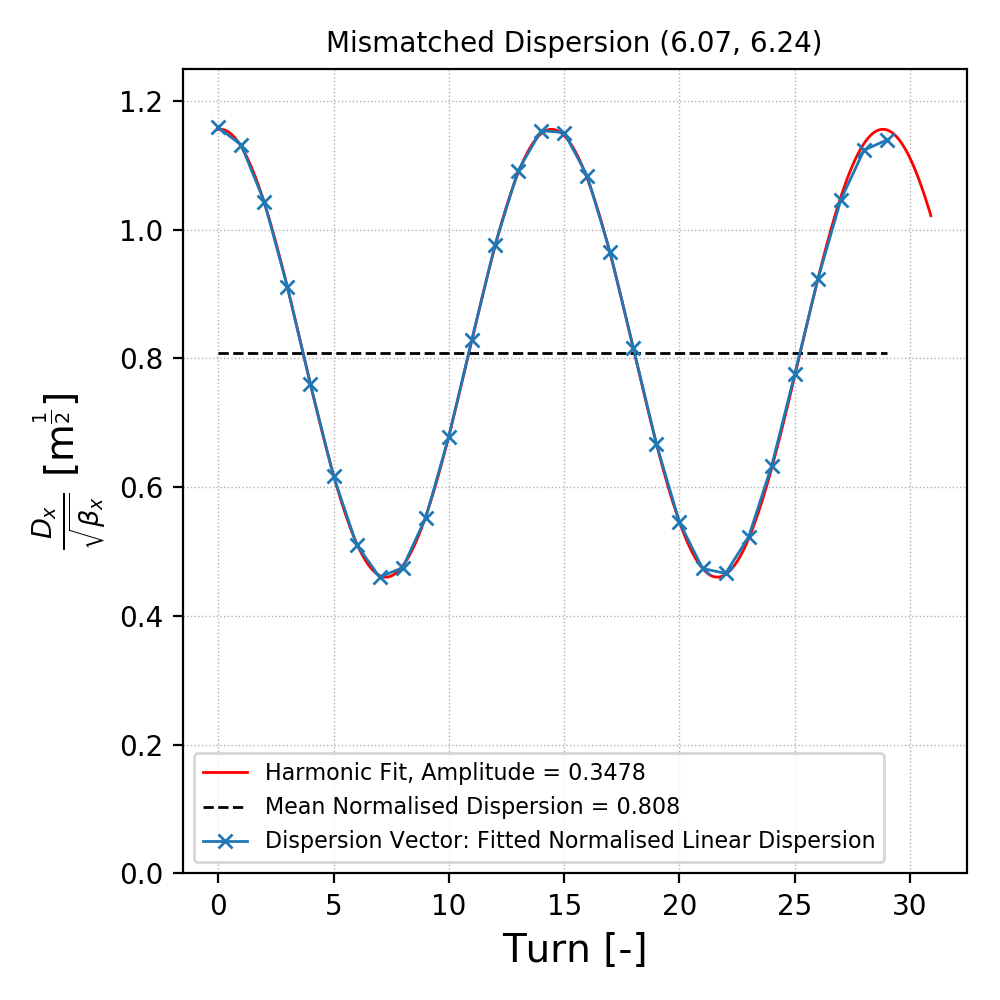 Mismatched Dispersion (6.07, 6.24)
1.2
1.0
0.8
0.6
0.4
0.2
0.0
D_x/√β_x [m^1/2]
Harmonic Fit, Amplitude = 0.3478
Mean Normalised Dispersion = 0.808
Dispersion Vector: Fitted Normalised Linear Dispersion
0 5 10 15 20 25 30
Turn [-]